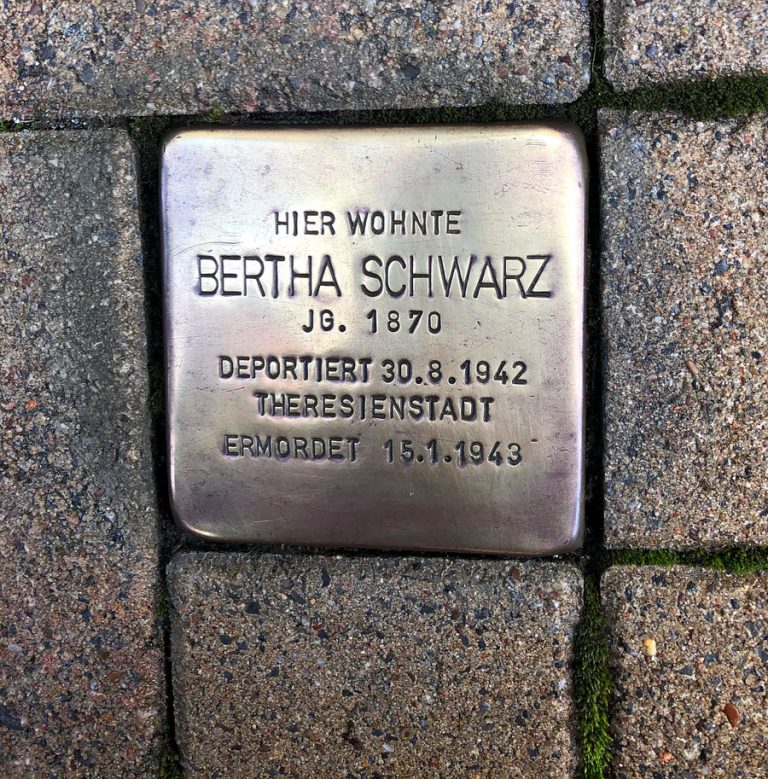 HIER WOHNTE
BERTHA SCHWARZ
JG. 1870
DEPORTIERT 30.8.1942
THERESIENSTADT
ERMORDET 15.1.1943